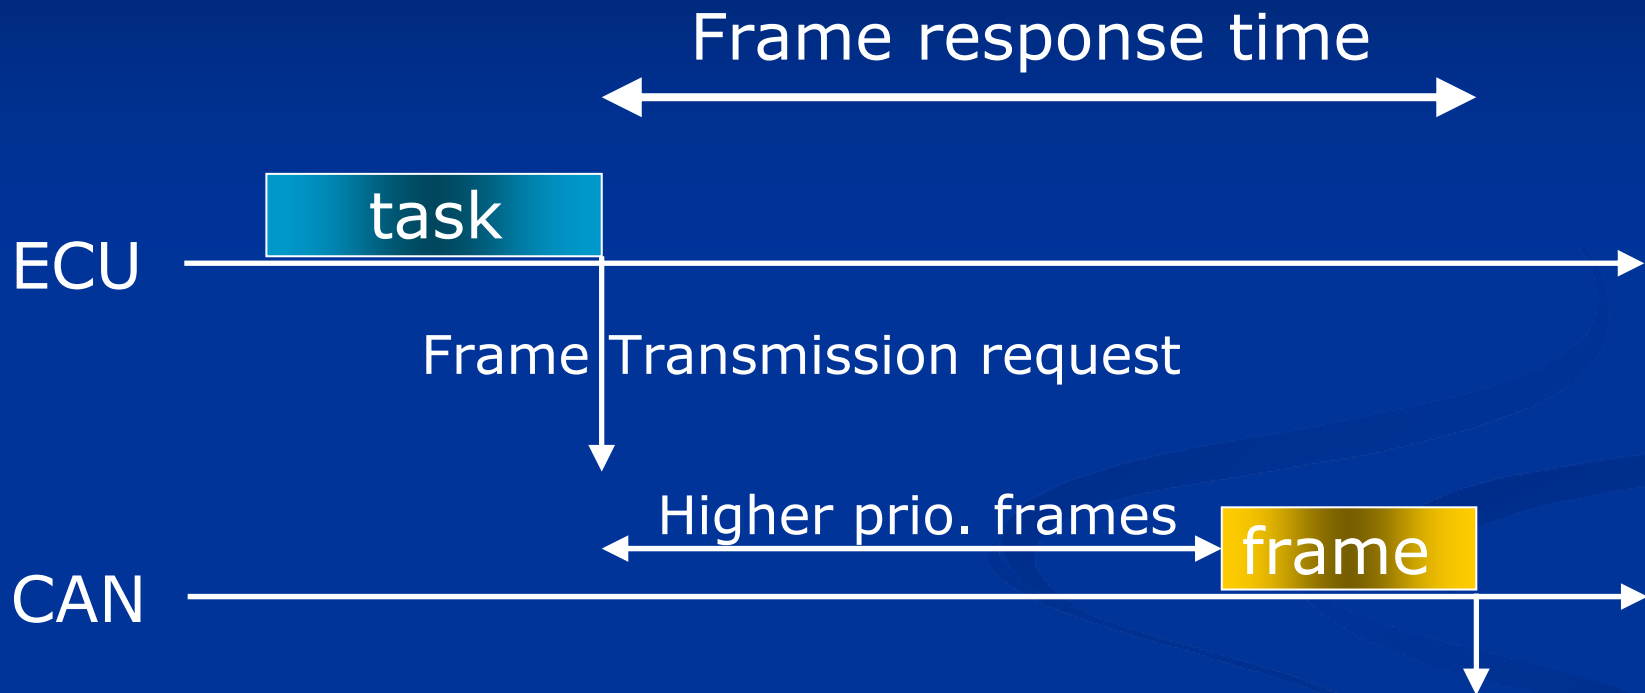 Frame response time
task
ECU
Frame Transmission request
Higher prio. frames
frame
CAN